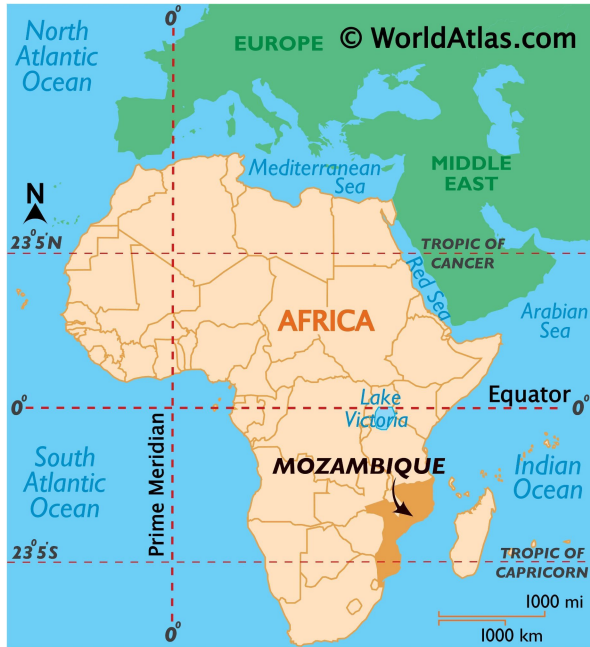 0°
North
Atlantic
Ocean
EUROPE
© WorldAtlas.com
Mediterranean
Sea
MIDDLE
EAST
N
23°5'N
TROPIC OF
CANCER
Red Sea
AFRICA
Arabian
Sea
Lake
Victoria
Equator
0°
0°
South
Atlantic
Ocean
Prime Meridian
MOZAMBIQUE
Indian
Ocean
23°5'S
TROPIC OF
CAPRICORN
1000 mi
1000 km
0°